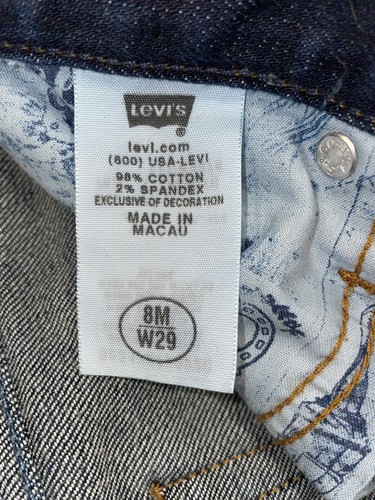 LEVI'S
®
levi.com
(800) USA-LEVI
98% COTTON
2% SPANDEX
EXCLUSIVE OF DECORATION
MADE IN
MACAU
8M
W29